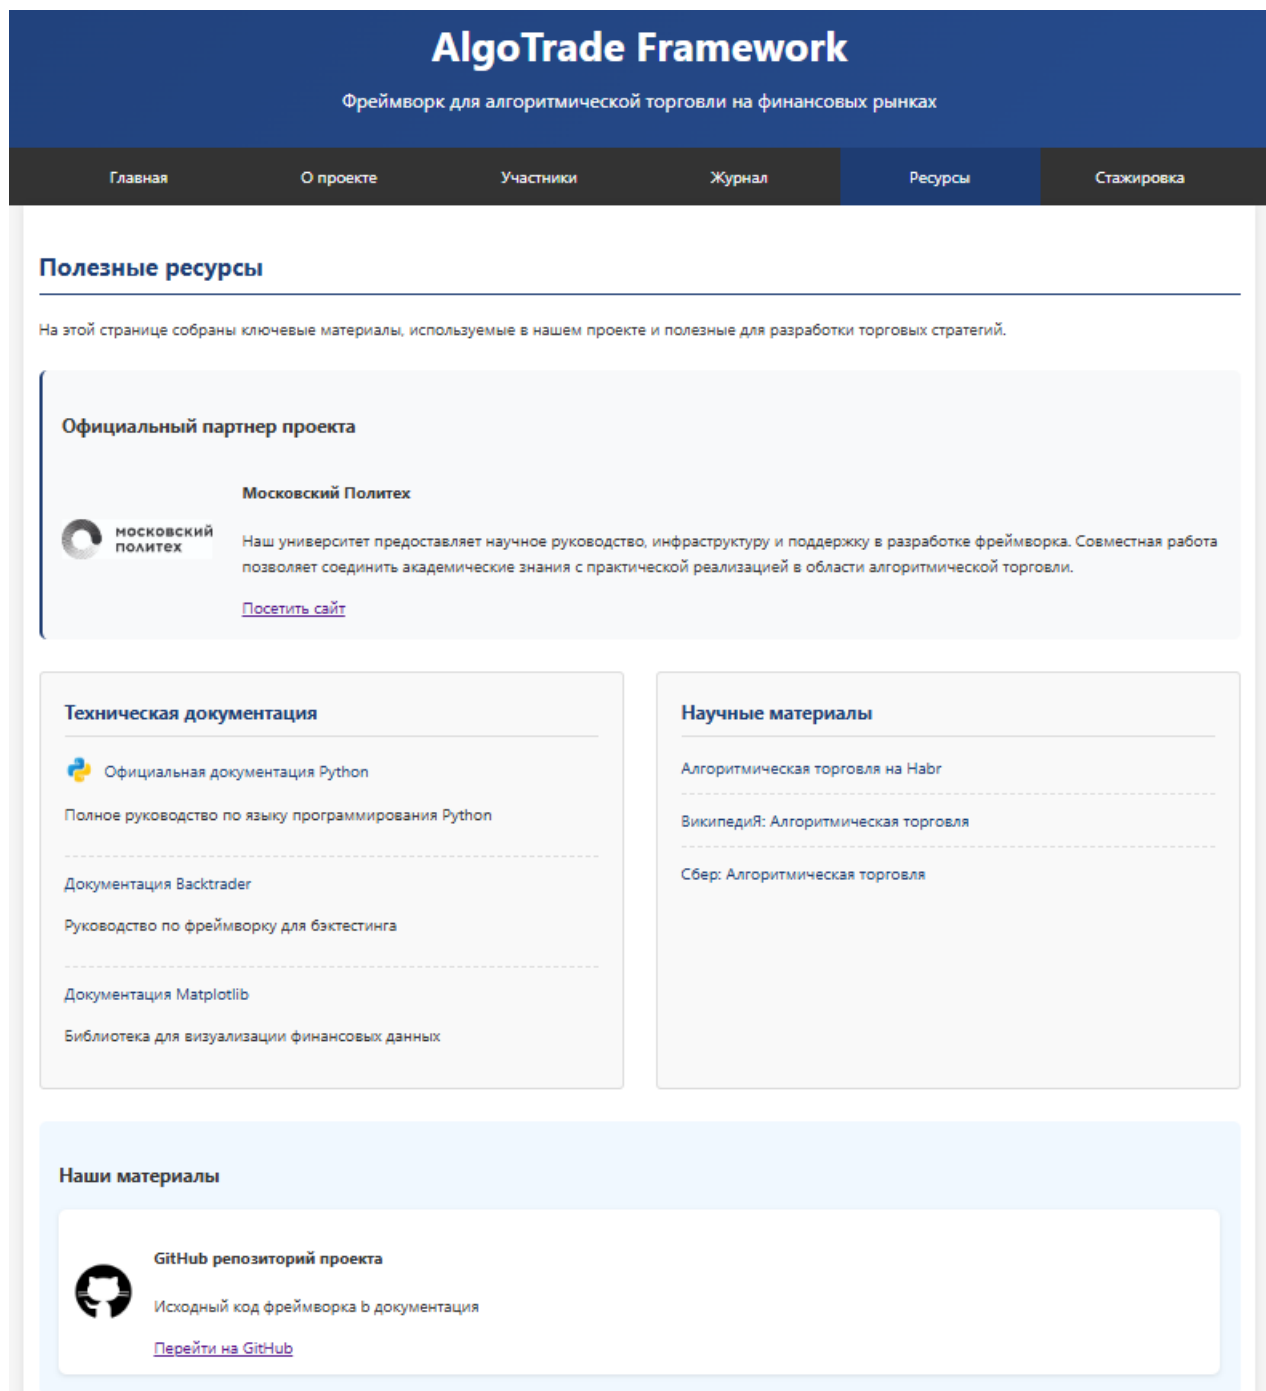 AlgoTrade Framework
Фреймворк для алгоритмической торговли на финансовых рынках
Главная
О проекте
Участники
Журнал
Ресурсы
Стажировка
Полезные ресурсы
На этой странице собраны ключевые материалы, используемые в нашем проекте и полезные для разработки торговых стратегий.
Официальный партнер проекта
московский
политех
Московский Политех
Наш университет предоставляет научное руководство, инфраструктуру и поддержку в разработке фреймворка. Совместная работа
позволяет соединить академические знания с практической реализацией в области алгоритмической торговли.
Посетить сайт
Техническая документация
Официальная документация Python
Полное руководство по языку программирования Python
Документация Backtrader
Руководство по фреймворку для бэктестинга
Документация Matplotlib
Библиотека для визуализации финансовых данных
Научные материалы
Алгоритмическая торговля на Habr
ВикипедиЯ: Алгоритмическая торговля
Сбер: Алгоритмическая торговля
Наши материалы
GitHub репозиторий проекта
Исходный код фреймворка b документация
Перейти на GitHub